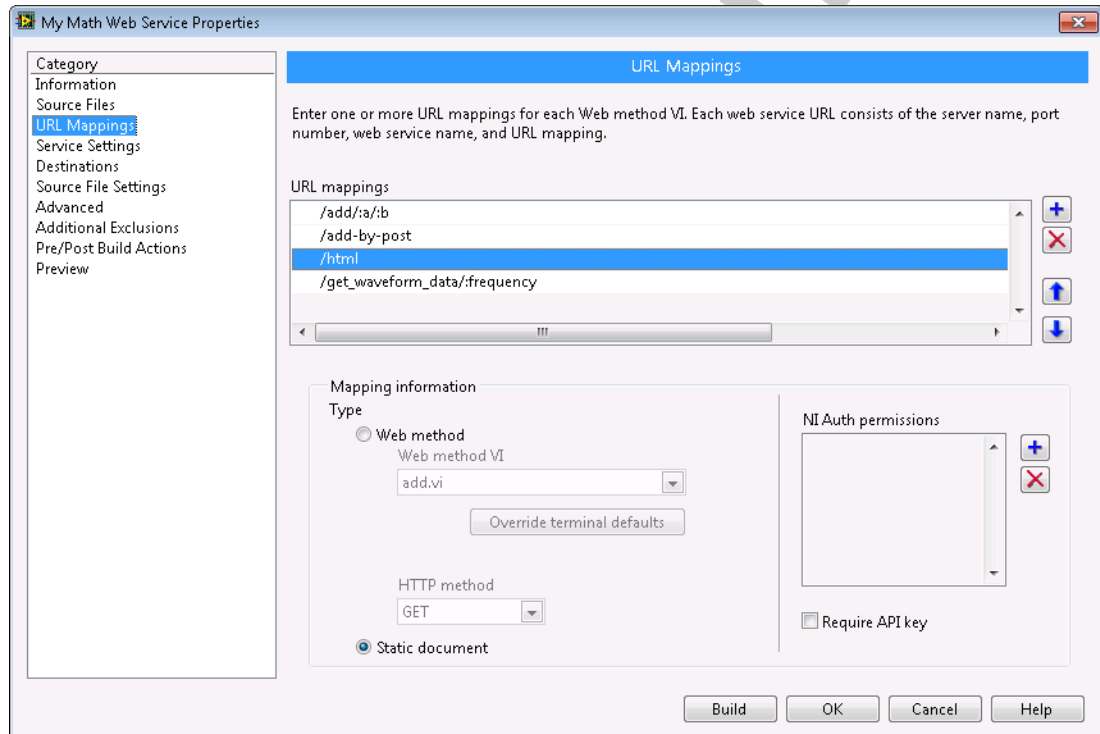 My Math Web Service Properties
Category
Information
Source Files
URL Mappings
Service Settings
Destinations
Source File Settings
Advanced
Additional Exclusions
Pre/Post Build Actions
Preview
URL Mappings
Enter one or more URL mappings for each Web method VI. Each web service URL consists of the server name, port
number, web service name, and URL mapping.
URL mappings
/add/:a/:b
/add-by-post
/html
/get_waveform_data/:frequency
Mapping information
Type
Web method
Web method VI
add.vi
Override terminal defaults
HTTP method
GET
Static document
NI Auth permissions
Require API key
Build
OK
Cancel
Help